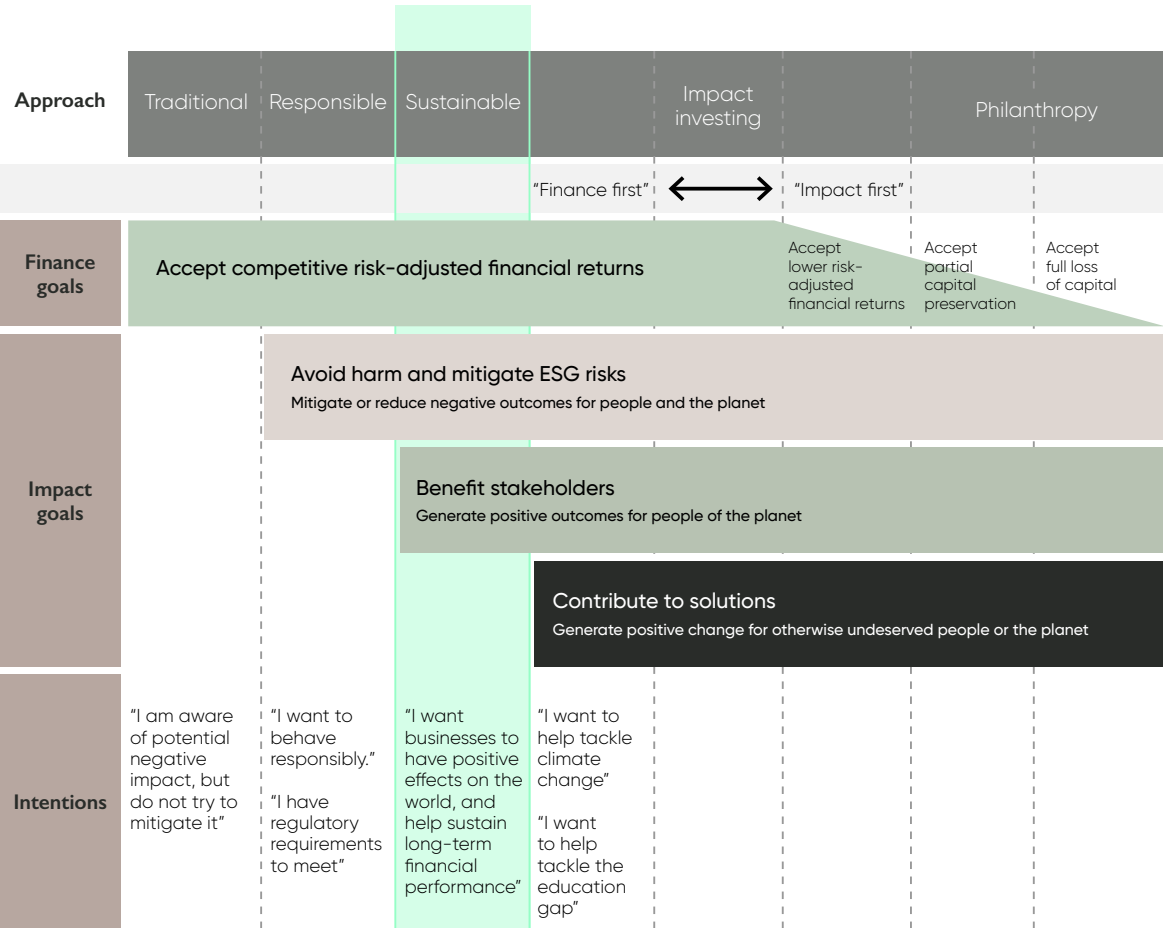 Approach
Traditional
Responsible
Sustainable
Impact
investing
Philanthropy
“Finance first”
“Impact first”
Finance
goals
Accept competitive risk-adjusted financial returns
Accept
lower risk-
adjusted
financial returns
Accept
partial
capital
preservation
Accept
full loss
of capital
Impact
goals
Avoid harm and mitigate ESG risks
Mitigate or reduce negative outcomes for people and the planet
Benefit stakeholders
Generate positive outcomes for people of the planet
Contribute to solutions
Generate positive change for otherwise undeserved people or the planet
Intentions
“I am aware
of potential
negative
impact, but
do not try to
mitigate it”
“I want to
behave
responsibly.”
“I have
regulatory
requirements
to meet”
“I want
businesses to
have positive
effects on the
world, and
help sustain
long-term
financial
performance”
“I want to
help tackle
climate
change”
“I want
to help
tackle the
education
gap”